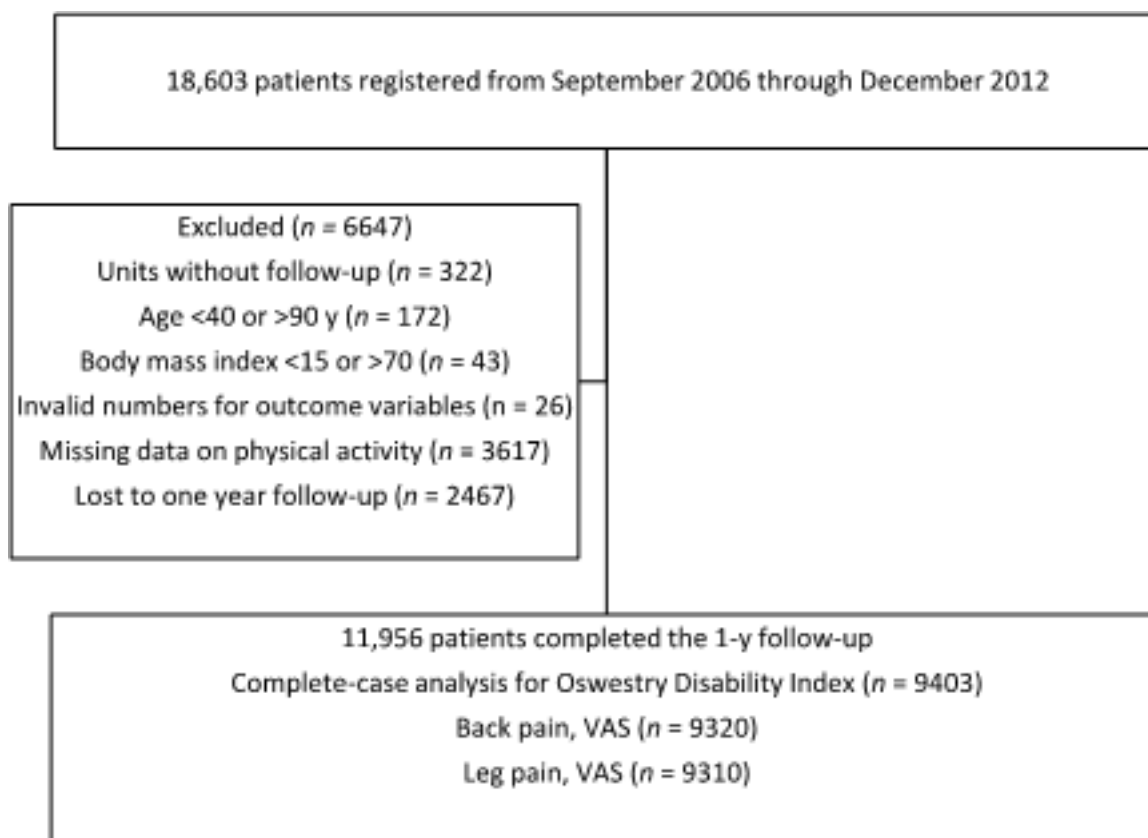 18,603 patients registered from September 2006 through December 2012
Excluded (n = 6647)
Units without follow-up (n = 322)
Age <40 or >90 y (n = 172)
Body mass index <15 or >70 (n = 43)
Invalid numbers for outcome variables (n = 26)
Missing data on physical activity (n = 3617)
Lost to one year follow-up (n = 2467)
11,956 patients completed the 1-y follow-up
Complete-case analysis for Oswestry Disability Index (n = 9403)
Back pain, VAS (n = 9320)
Leg pain, VAS (n = 9310)